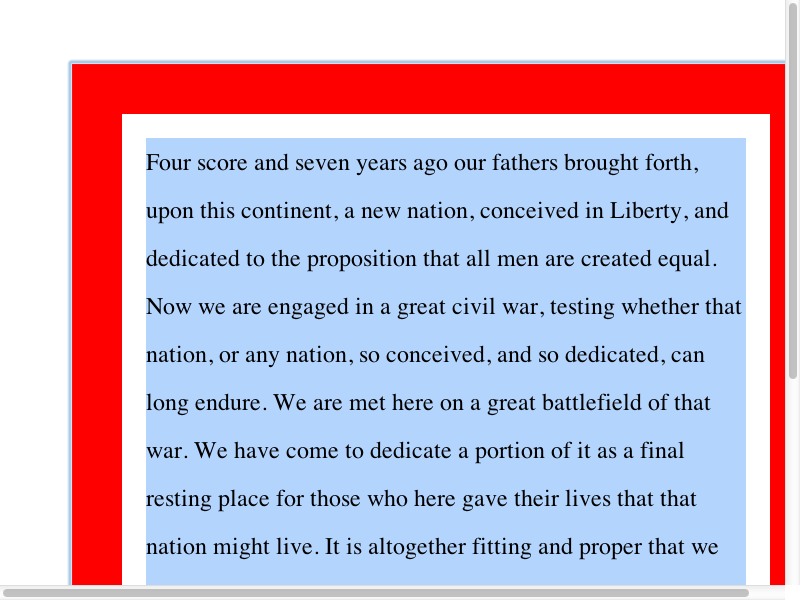 Four score and seven years ago our fathers brought forth,
upon this continent, a new nation, conceived in Liberty, and
dedicated to the proposition that all men are created equal.
Now we are engaged in a great civil war, testing whether that
nation, or any nation, so conceived, and so dedicated, can
long endure. We are met here on a great battlefield of that
war. We have come to dedicate a portion of it as a final
resting place for those who here gave their lives that that
nation might live. It is altogether fitting and proper that we